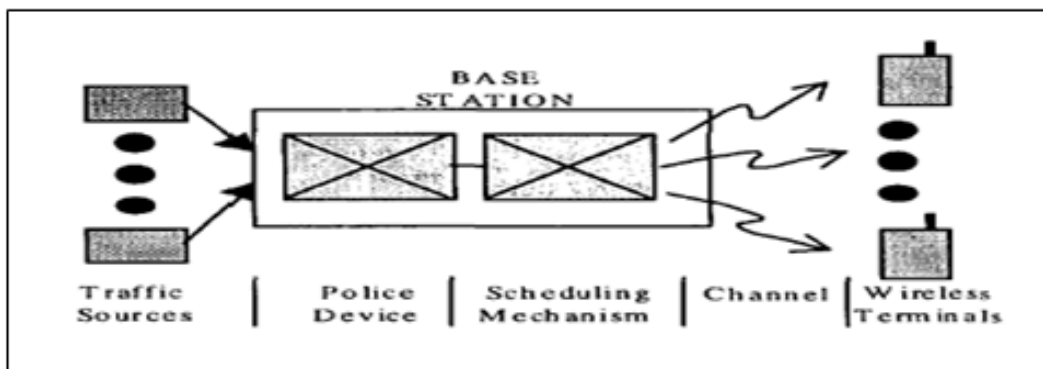 BASE
STATION
Traffic
Sources
Police
Device
Scheduling
Mechanism
Channel
Wireless
Terminals